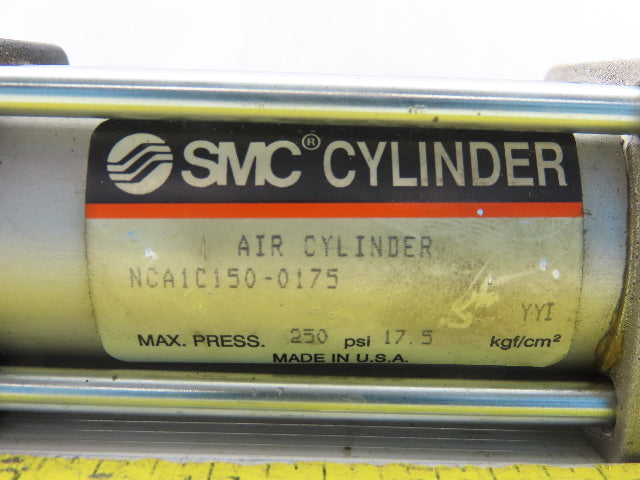 SMC® CYLINDER
AIR CYLINDER
NCA1C150-0175
YYI
MAX. PRESS. 250 psi 17.5 kgf/cm²
MADE IN U.S.A.